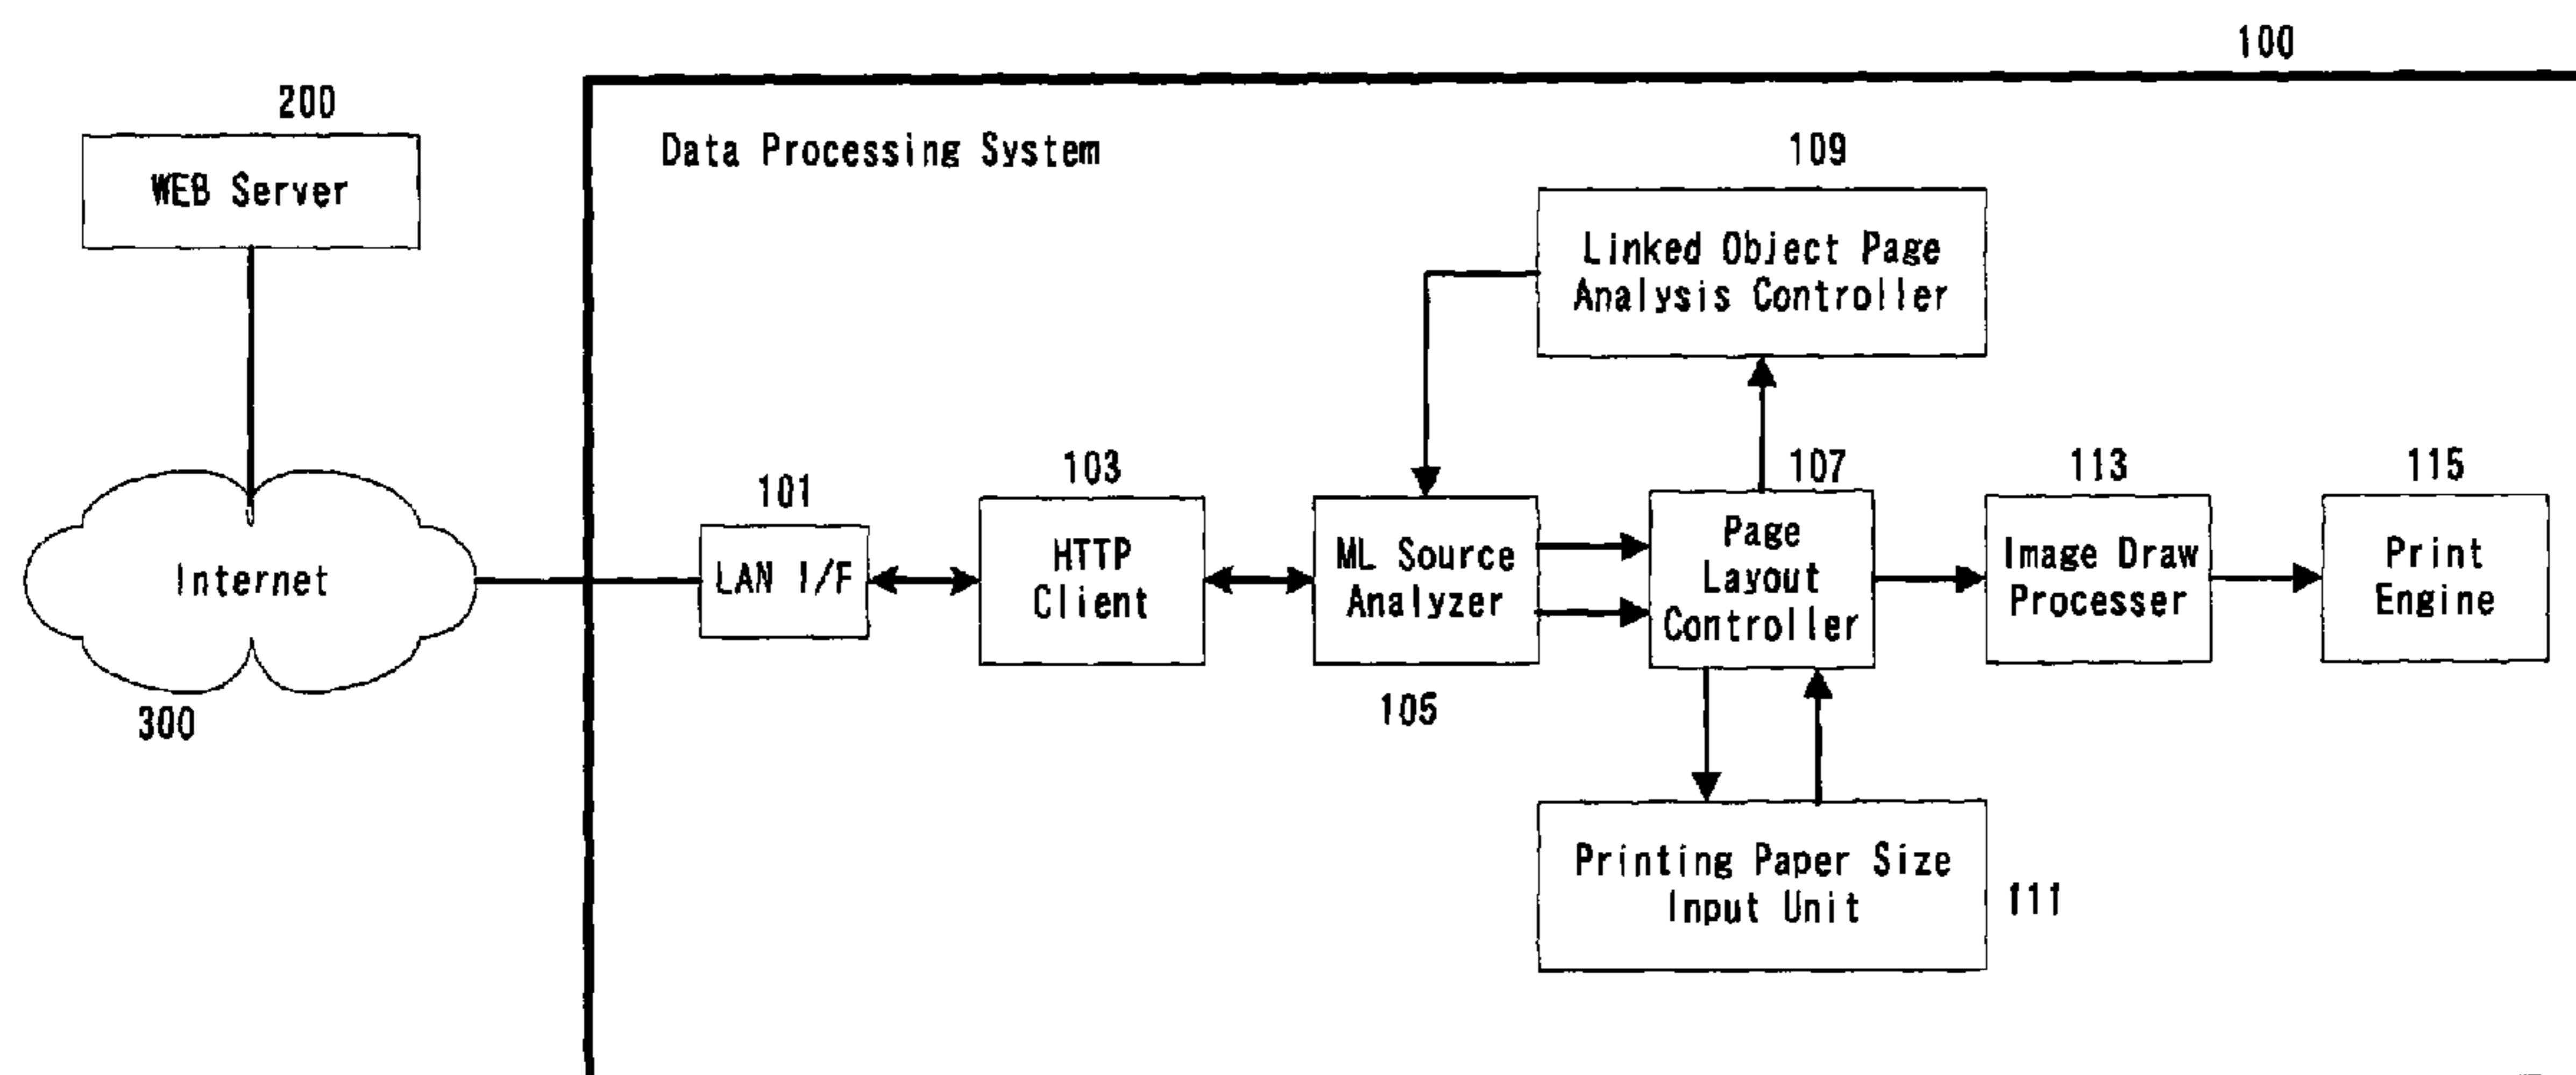 100
200
WEB Server
Data Processing System
109
Linked Object Page
Analysis Controller
Internet
300
101
LAN I/F
103
HTTP
Client
ML Source
Analyzer
105
107
Page
Layout
Controller
113
Image Draw
Processer
115
Print
Engine
Printing Paper Size
Input Unit
111